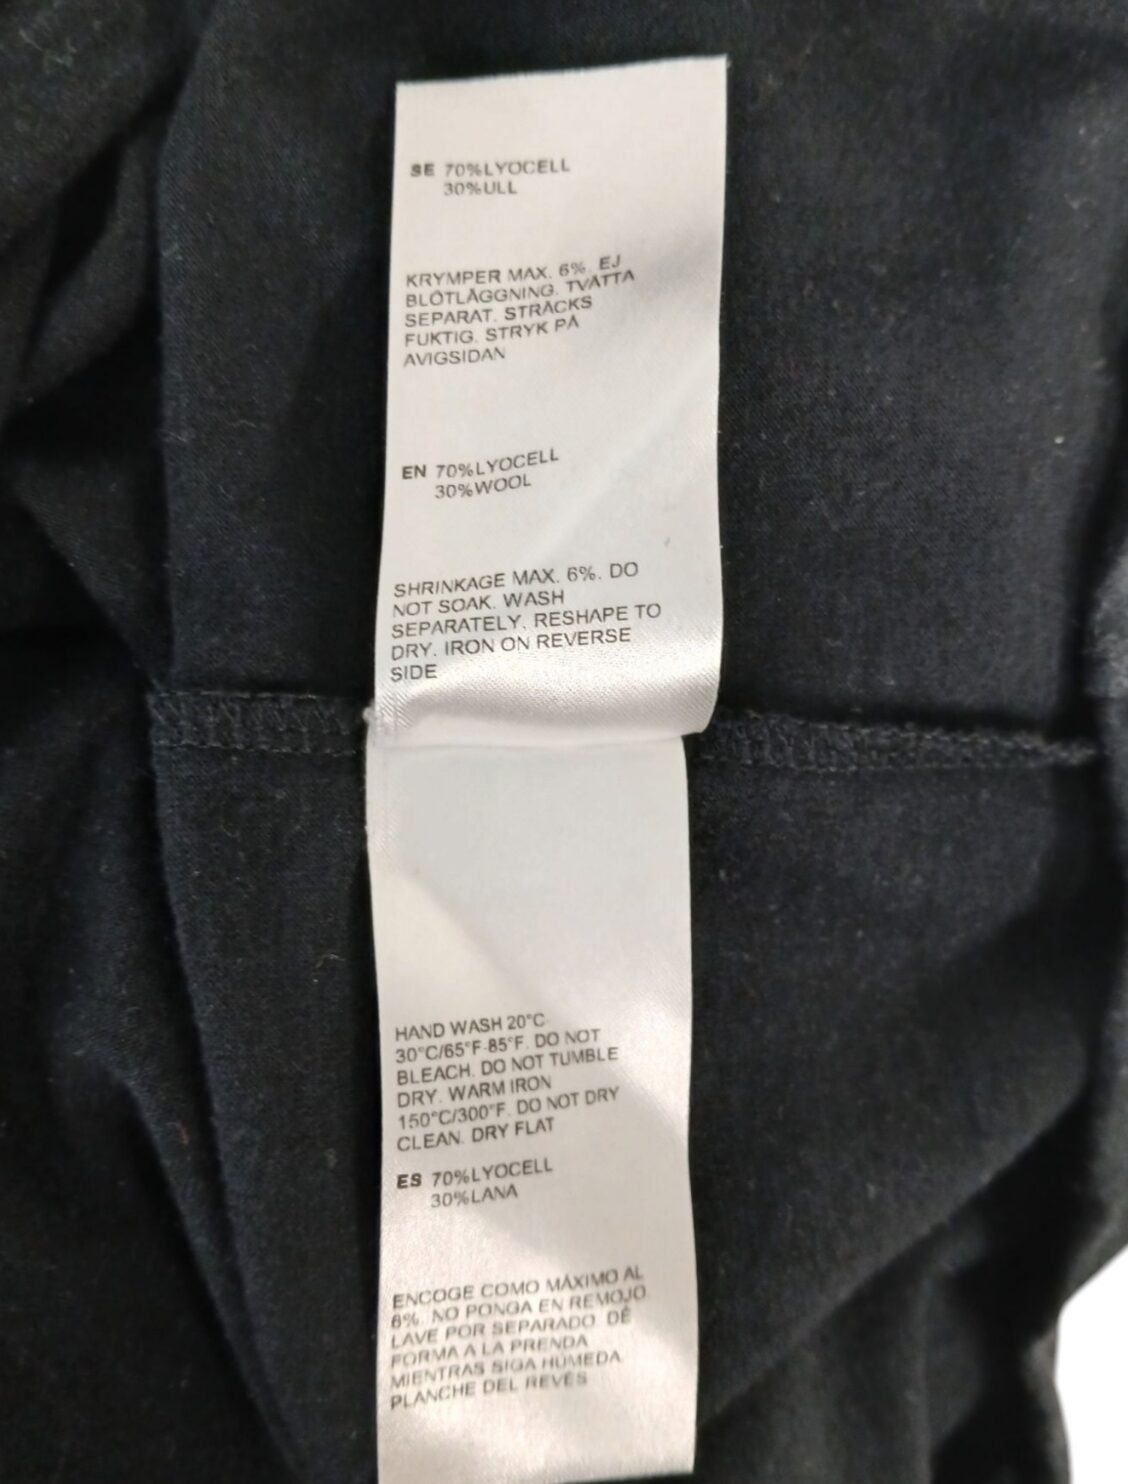 SE 70%LYOCELL
30%ULL
KRYMPER MAX. 6%. EJ
BLÖTLÄGGNING. TVÄTTA
SEPARAT. STRÄCKS
FUKTIG. STRYK PÅ
AVIGSIDAN
EN 70%LYOCELL
30%WOOL
SHRINKAGE MAX. 6%. DO
NOT SOAK. WASH
SEPARATELY. RESHAPE TO
DRY. IRON ON REVERSE
SIDE
HAND WASH 20°C-
30°C/65°F-85°F. DO NOT
BLEACH. DO NOT TUMBLE
DRY. WARM IRON
150°C/300°F. DO NOT DRY
CLEAN. DRY FLAT
ES 70%LYOCELL
30%LANA
ENCOGE COMO MÁXIMO AL
6%. NO PONGA EN REMOJO.
LAVE POR SEPARADO. DÉ
FORMA A LA PRENDA
MIENTRAS SIGA HÚMEDA.
PLANCHE DEL REVÉS